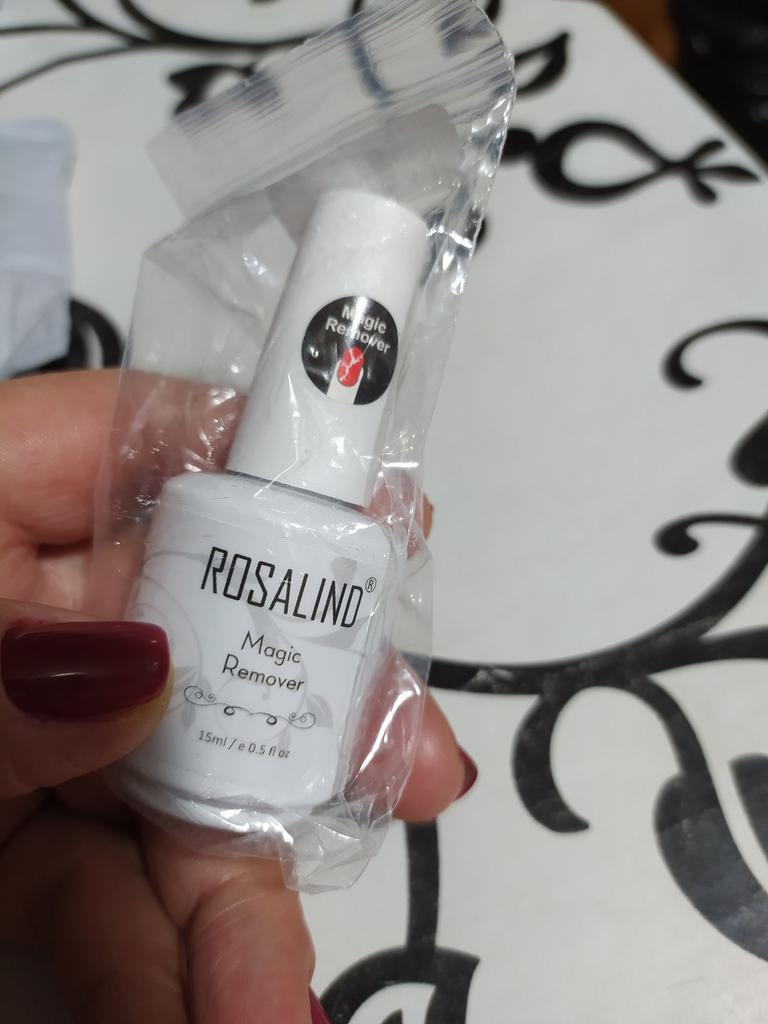 Magic
Remover
ROSALIND®
Magic
Remover
15ml / e 0.5 fl oz